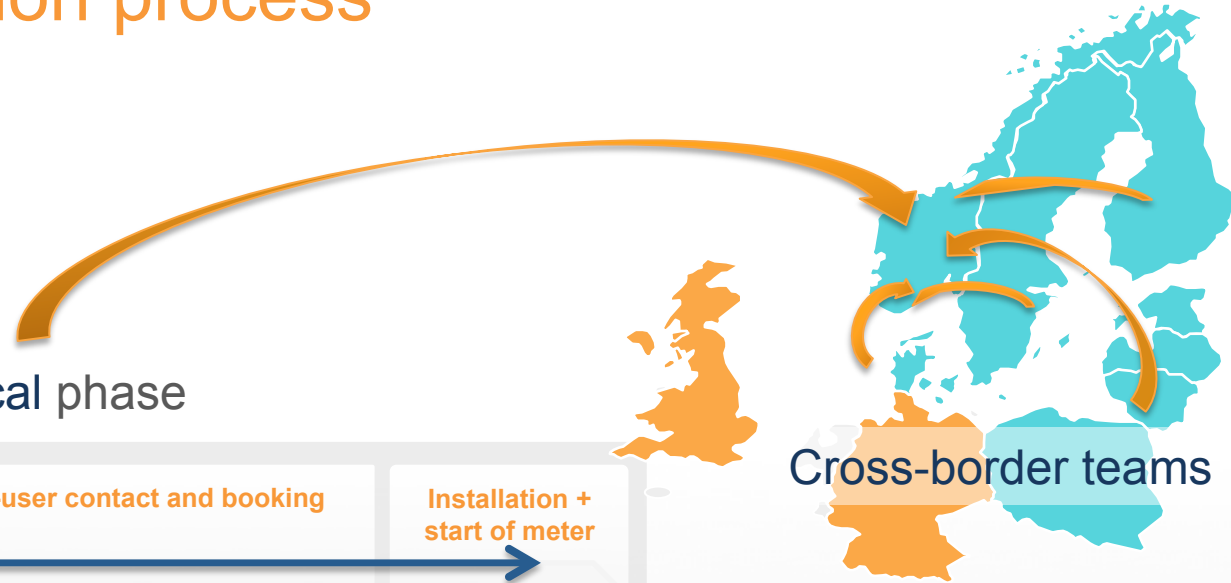 ion process
cal phase
Cross-border teams
user contact and booking
Installation +
start of meter